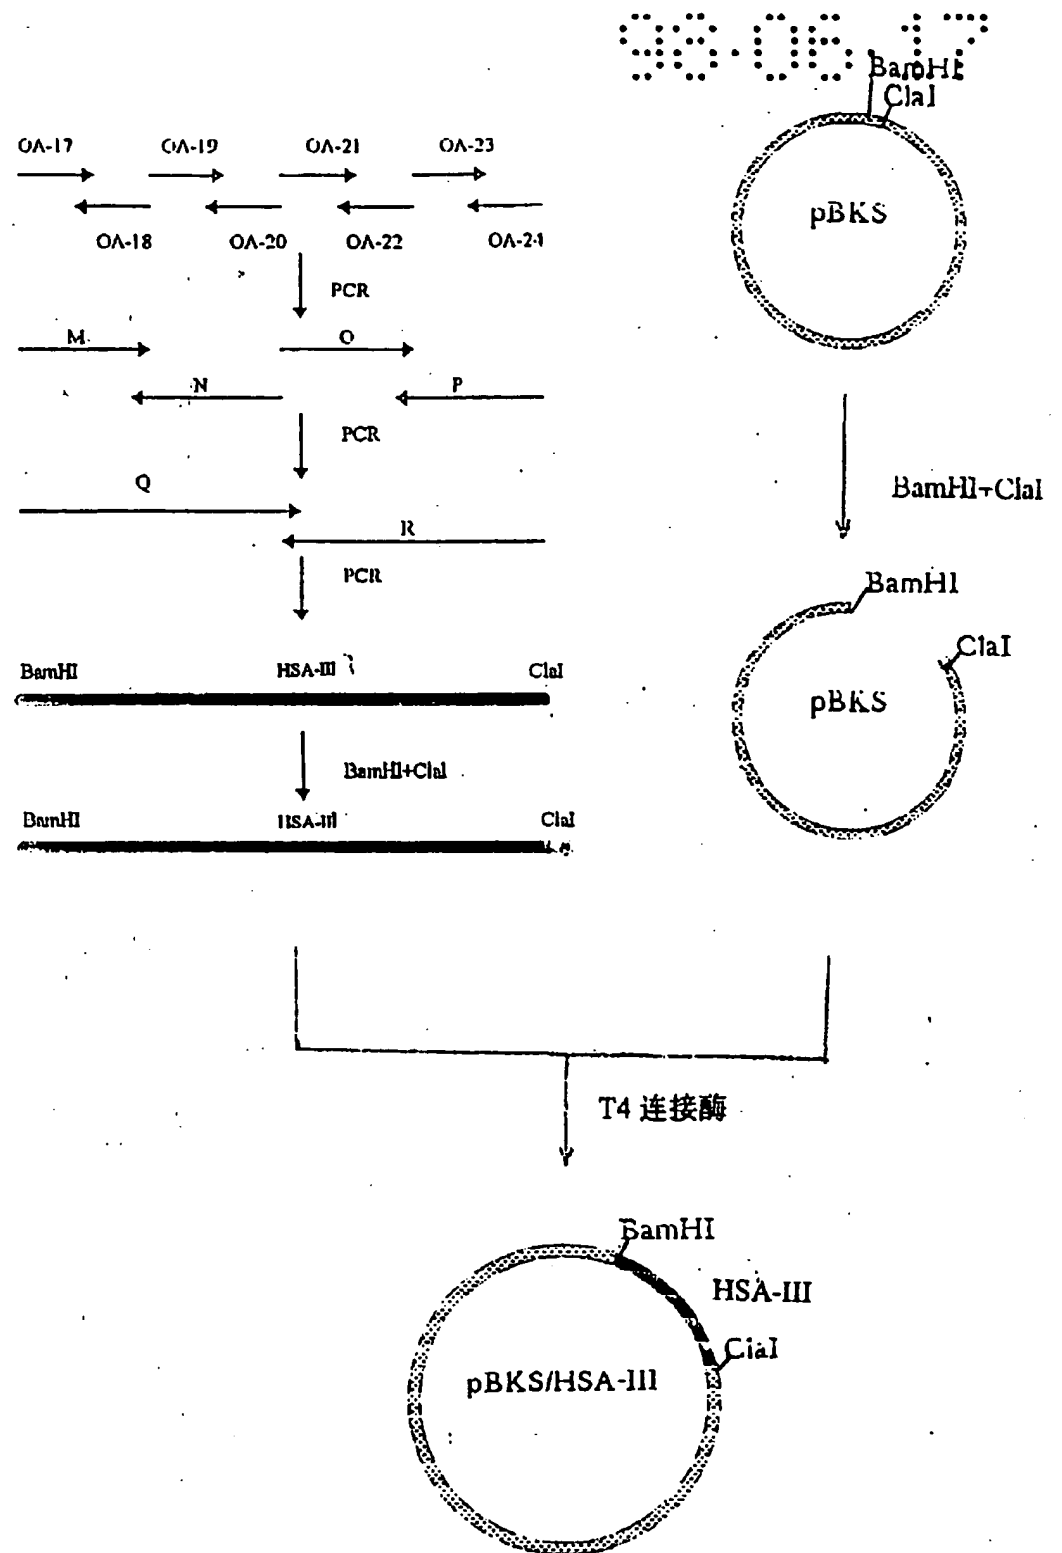 98·06·17
BamHI
ClaI
OA-17
OA-19
OA-21
OA-23
pBKS
OA-18
OA-20
OA-22
OA-24
PCR
M
O
N
P
PCR
Q
BamHI+ClaI
R
PCR
BamHI
ClaI
BamHI
HSA-III
ClaI
pBKS
BamHI+ClaI
BamHI
HSA-III
ClaI
T4 连接酶
BamHI
HSA-III
ClaI
pBKS/HSA-III